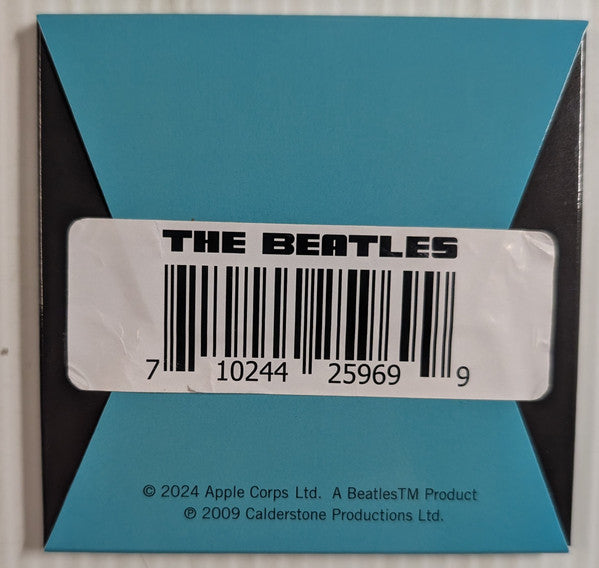 THE BEATLES
7 10244 25969 9
© 2024 Apple Corps Ltd. A BeatlesTM Product
℗ 2009 Calderstone Productions Ltd.